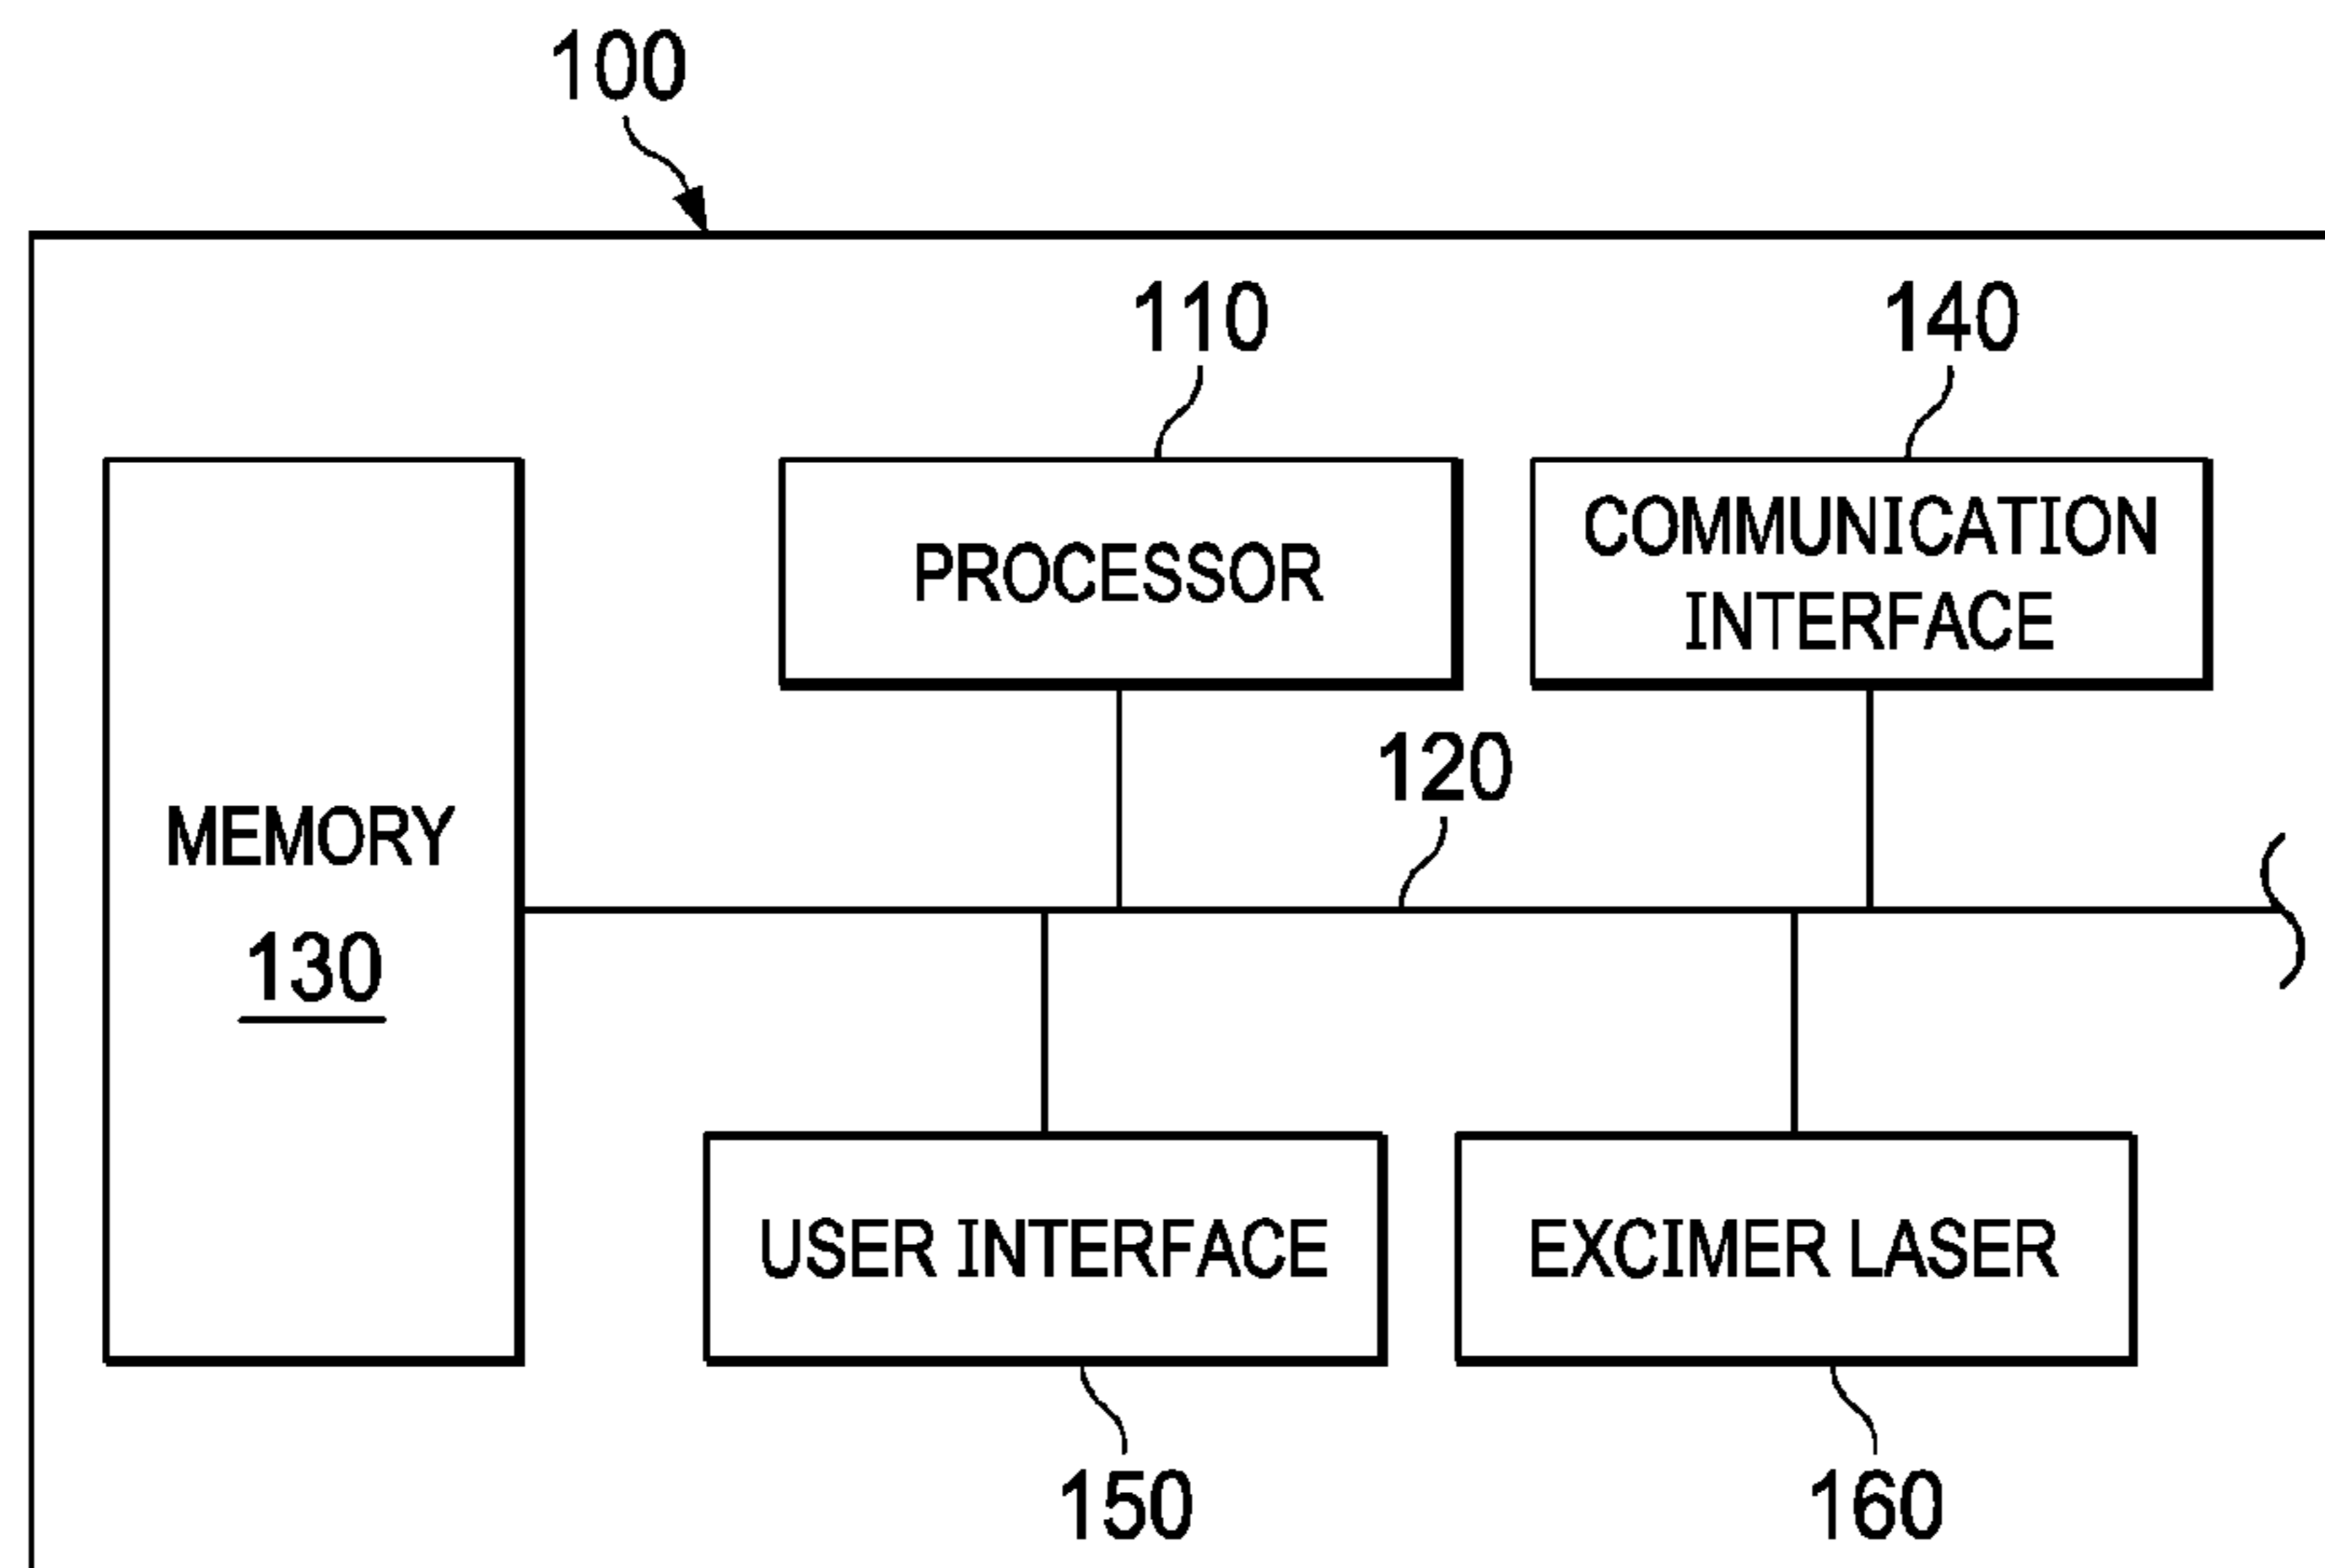 100
110
140
PROCESSOR
COMMUNICATION
INTERFACE
120
MEMORY
130
USER INTERFACE
EXCIMER LASER
150
160